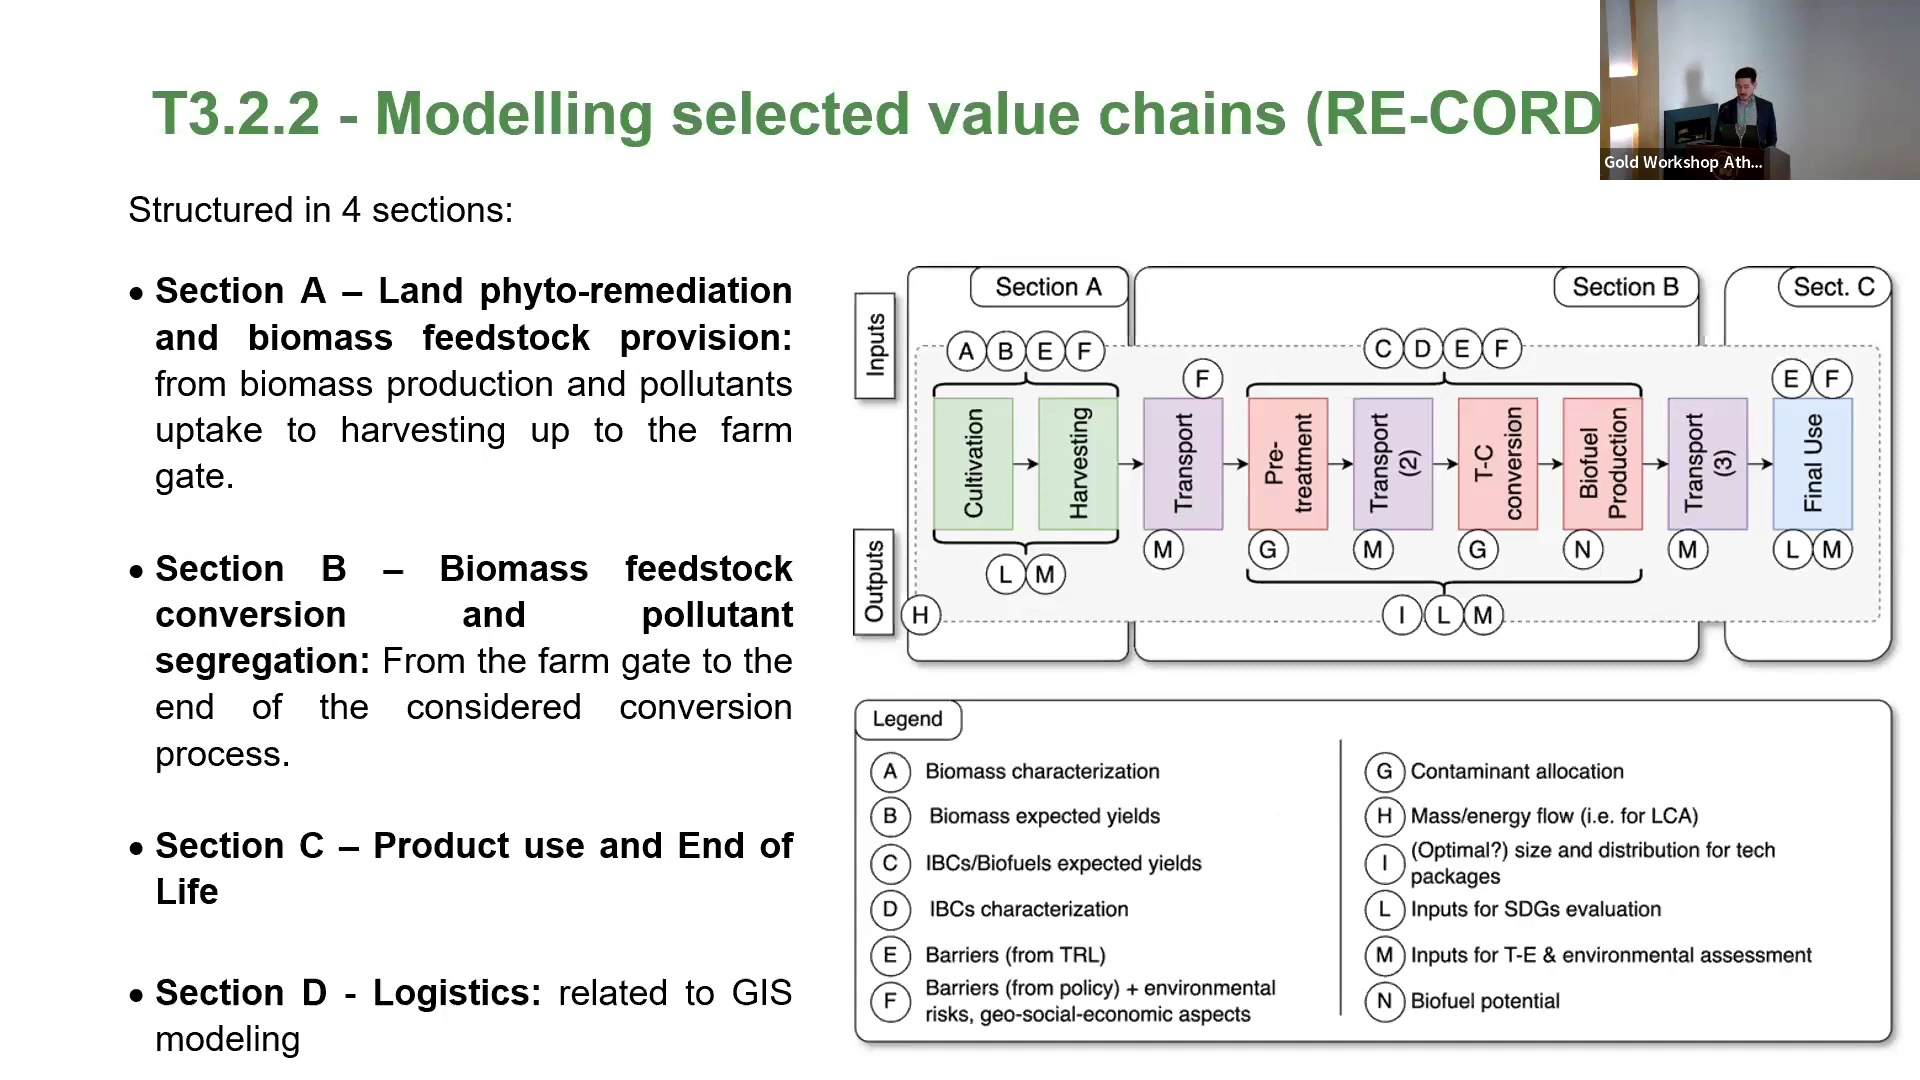 T3.2.2 - Modelling selected value chains (RE-CORD
Gold Workshop Ath...
Structured in 4 sections:
• Section A – Land phyto-remediation
and biomass feedstock provision:
from biomass production and pollutants
uptake to harvesting up to the farm
gate.
• Section B – Biomass feedstock
conversion and pollutant
segregation: From the farm gate to the
end of the considered conversion
process.
• Section C – Product use and End of
Life
• Section D - Logistics: related to GIS
modeling
Section A
Section B
Sect. C
Inputs
A B E F
F
C D E F
E F
Cultivation
Harvesting
Transport
Pre-
treatment
Transport
(2)
T-C
conversion
Biofuel
Production
Transport
(3)
Final Use
Outputs
L M
M
G
M
G
N
M
L M
H
I L M
Legend
A Biomass characterization
B Biomass expected yields
C IBCs/Biofuels expected yields
D IBCs characterization
E Barriers (from TRL)
F Barriers (from policy) + environmental
risks, geo-social-economic aspects
G Contaminant allocation
H Mass/energy flow (i.e. for LCA)
I (Optimal?) size and distribution for tech
packages
L Inputs for SDGs evaluation
M Inputs for T-E & environmental assessment
N Biofuel potential